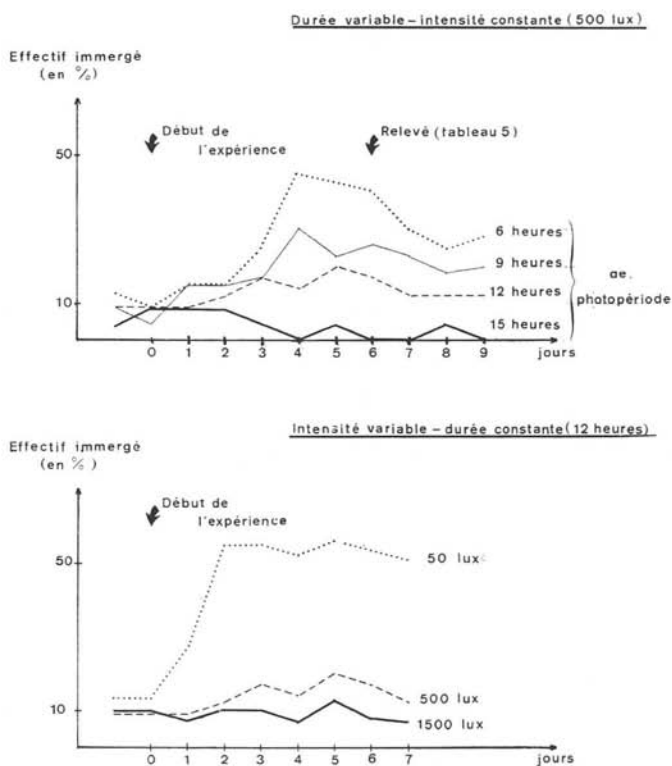 Durée variable – intensité constante (500 lux)
Effectif immergé
(en %)
Début de
l'expérience
Relevé (tableau 5)
50
6 heures
9 heures
de
12 heures
photopériode
10
15 heures
0 1 2 3 4 5 6 7 8 9 jours
Intensité variable – durée constante (12 heures)
Effectif immergé
(en %)
Début de
l'expérience
50
50 lux
500 lux
10
1500 lux
0 1 2 3 4 5 6 7 jours